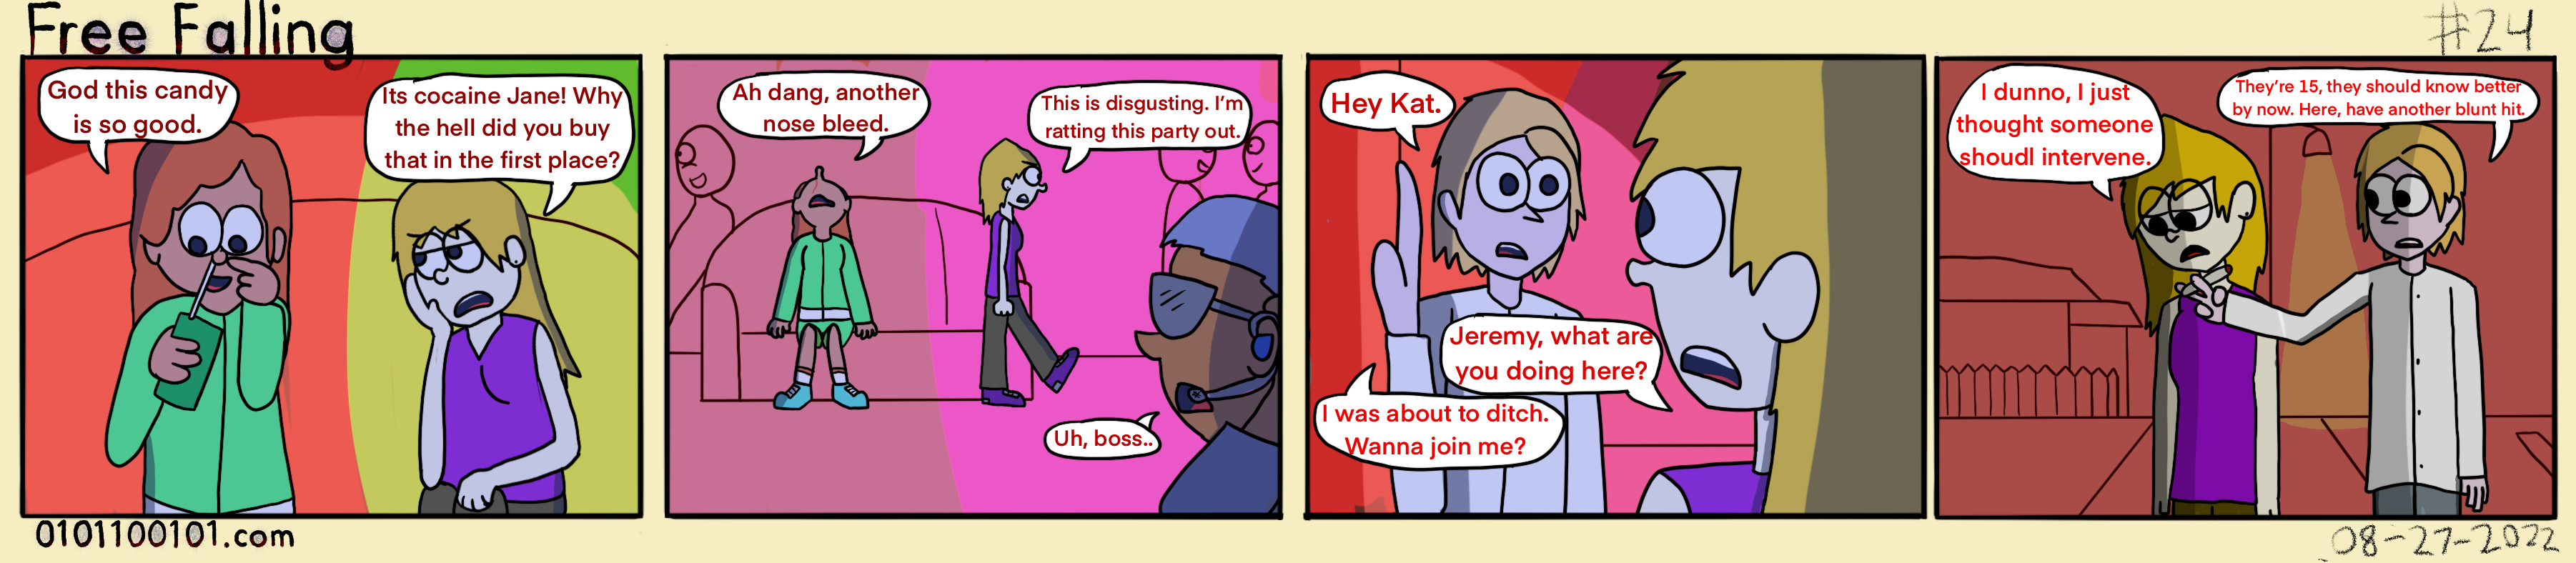 Free Falling
#24
God this candy
is so good.
Its cocaine Jane! Why
the hell did you buy
that in the first place?
Ah dang, another
nose bleed.
This is disgusting. I'm
ratting this party out.
Uh, boss..
Hey Kat.
Jeremy, what are
you doing here?
I was about to ditch.
Wanna join me?
I dunno, I just
thought someone
shoudl intervene.
They're 15, they should know better
by now. Here, have another blunt hit.
0101100101.com
08-27-2022